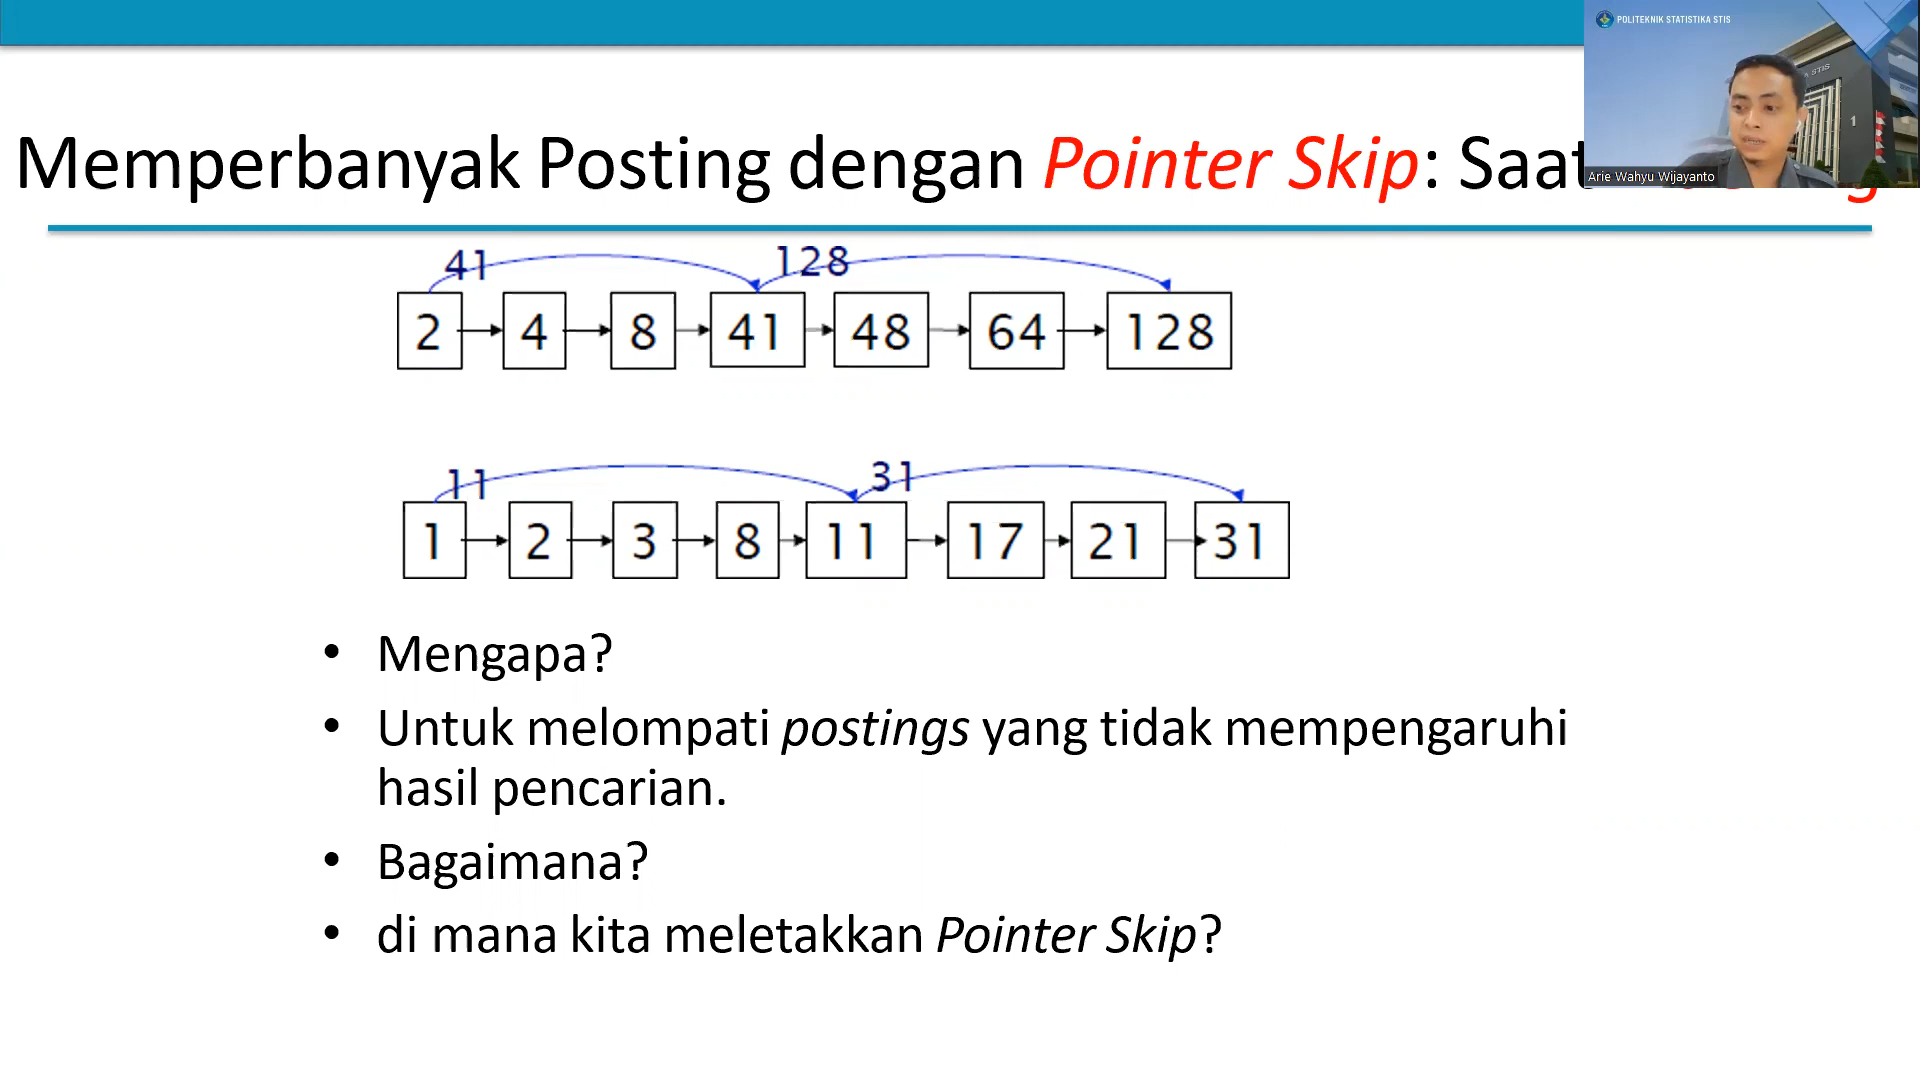 POLITEKNIK STATISTIKA STIS
STIS
1
Arie Wahyu Wijayanto
Memperbanyak Posting dengan Pointer Skip: Saat
41 128
2 4 8 41 48 64 128
11 31
1 2 3 8 11 17 21 31
• Mengapa?
• Untuk melompati postings yang tidak mempengaruhi
hasil pencarian.
• Bagaimana?
• di mana kita meletakkan Pointer Skip?